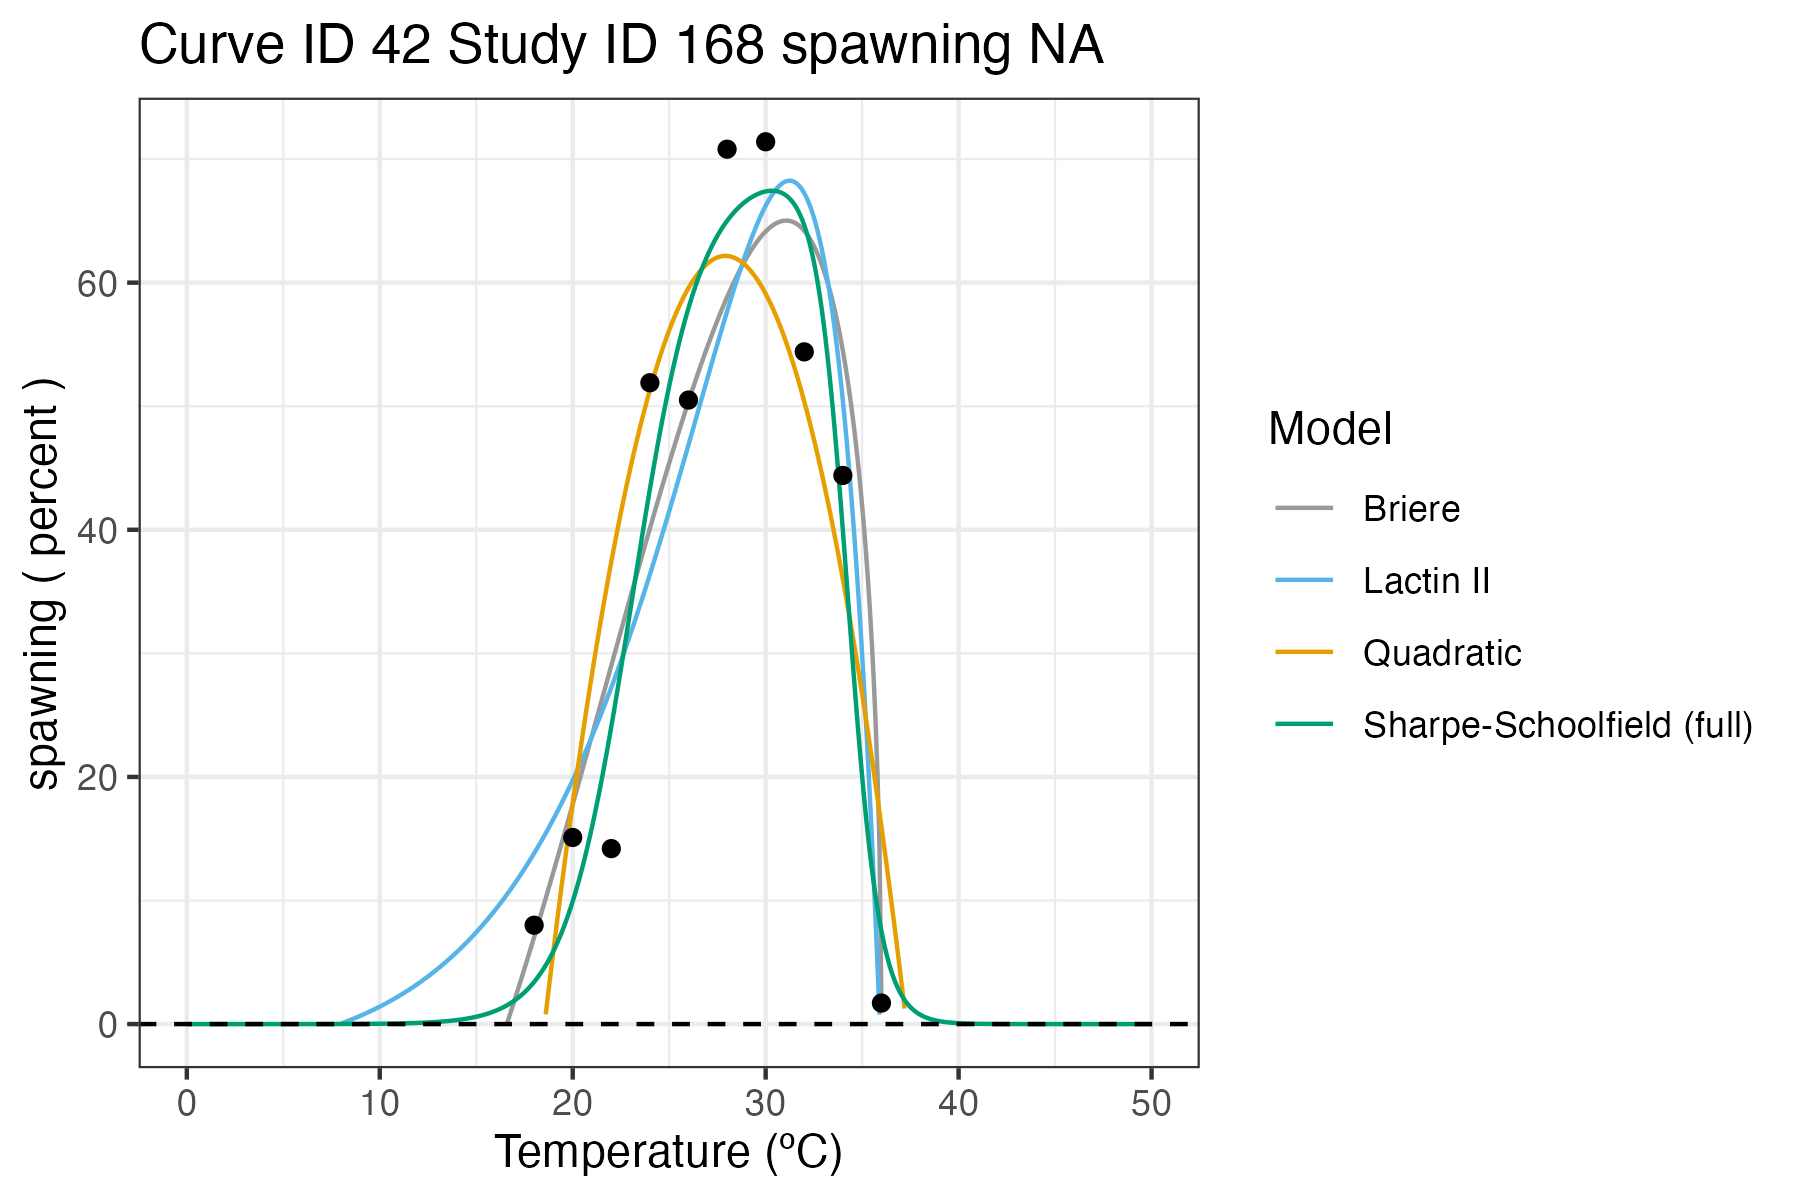 Curve ID 42 Study ID 168 spawning NA
spawning ( percent )
60
40
20
0
0 10 20 30 40 50
Temperature (ºC)
Model
Briere
Lactin II
Quadratic
Sharpe-Schoolfield (full)